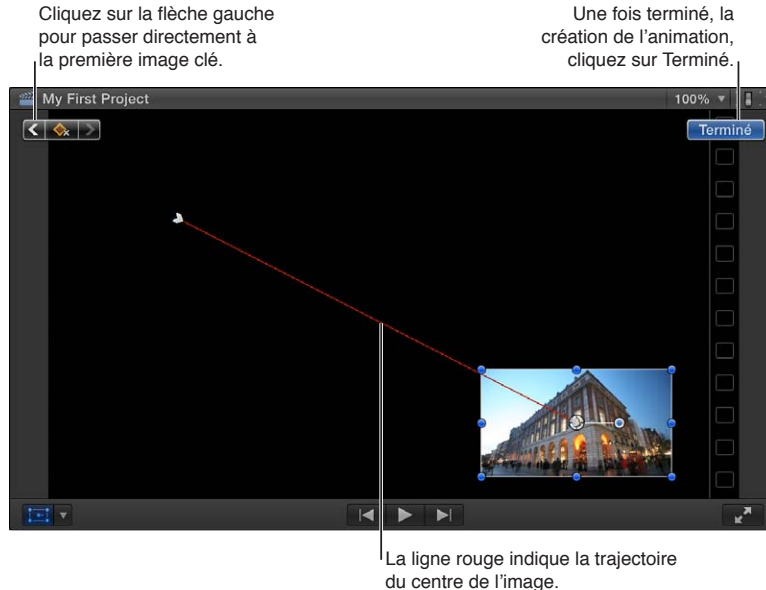 Cliquez sur la flèche gauche
pour passer directement à
la première image clé.
Une fois terminé, la
création de l’animation,
cliquez sur Terminé.
My First Project
100%
Terminé
La ligne rouge indique la trajectoire
du centre de l’image.